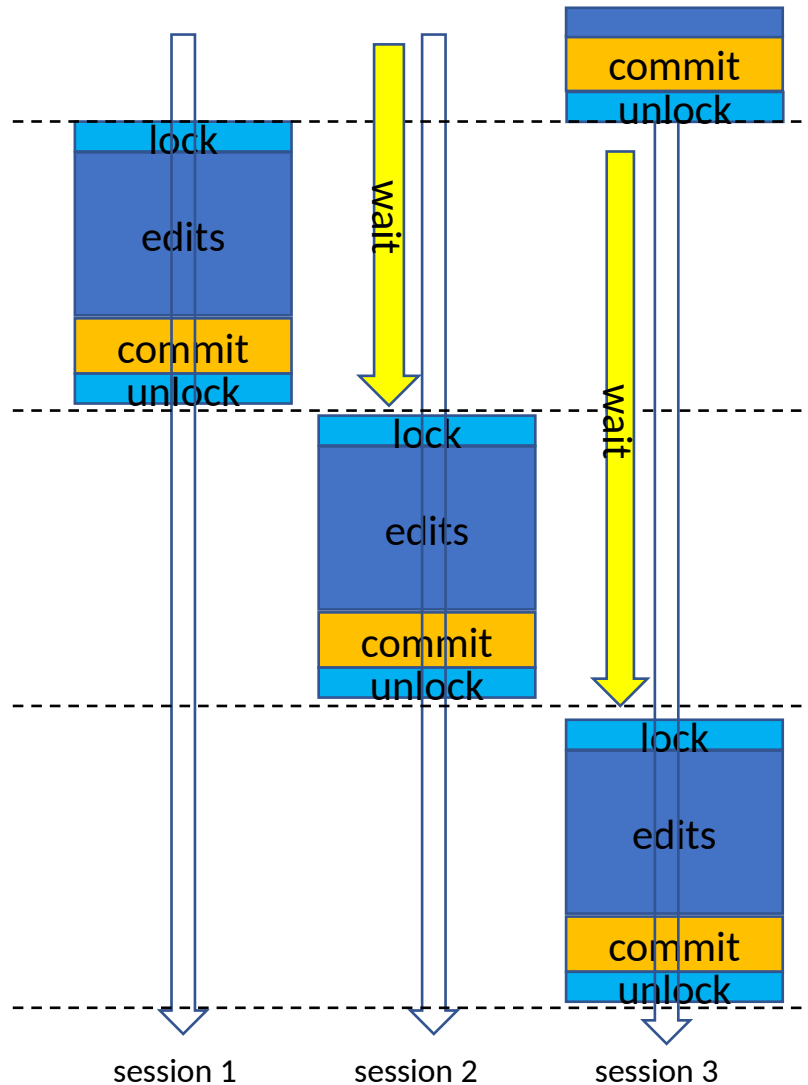 commit
unlock
lock
wait
edits
commit
unlock
wait
lock
edits
commit
unlock
lock
edits
commit
unlock
session 1
session 2
session 3